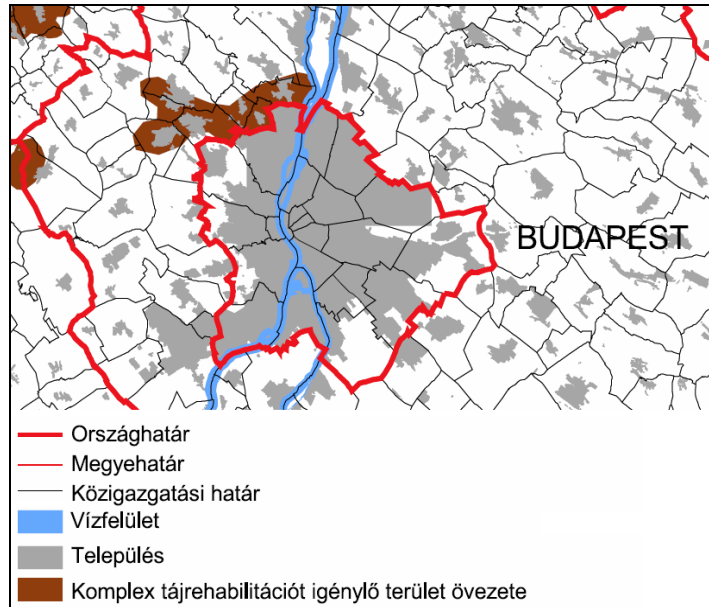 BUDAPEST
Országhatár
Megyehatár
Közigazgatási határ
Vízfelület
Település
Komplex tájrehabilitációt igénylő terület övezete